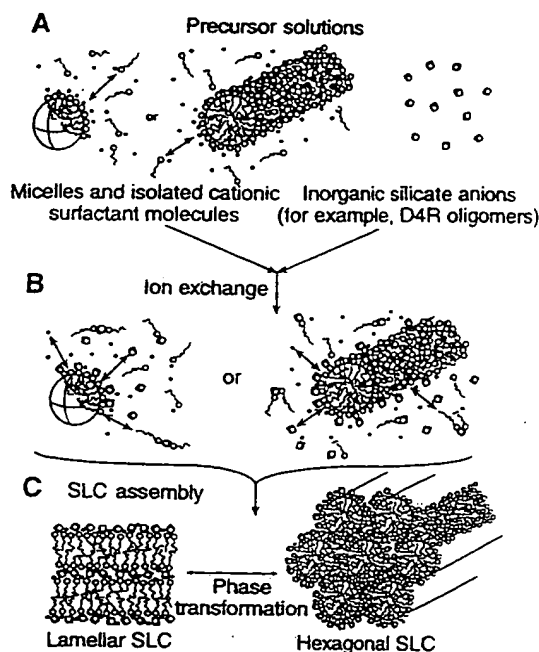 A
Precursor solutions
or
Micelles and isolated cationic
surfactant molecules
Inorganic silicate anions
(for example, D4R oligomers)
B
Ion exchange
or
C
SLC assembly
Phase
transformation
Lamellar SLC
Hexagonal SLC